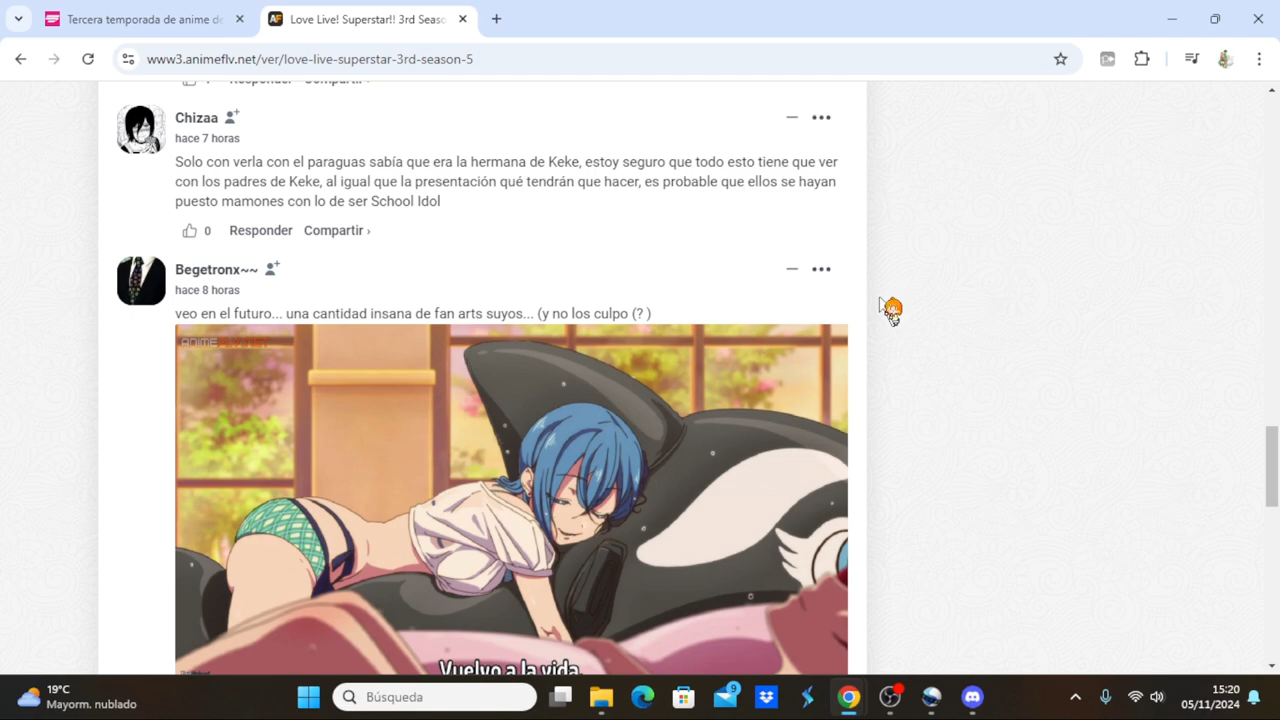 Tercera temporada de anime de
Love Live! Superstar!! 3rd Seaso
www3.animeflv.net/ver/love-live-superstar-3rd-season-5
Responder Compartir
Chizaa
hace 7 horas
Solo con verla con el paraguas sabía que era la hermana de Keke, estoy seguro que todo esto tiene que ver
con los padres de Keke, al igual que la presentación qué tendrán que hacer, es probable que ellos se hayan
puesto mamones con lo de ser School Idol
0 Responder Compartir ›
Begetronx~~
hace 8 horas
veo en el futuro... una cantidad insana de fan arts suyos... (y no los culpo (? )
Vuelvo a la vida.
19°C
Mayorm. nublado
Búsqueda
9
15:20
05/11/2024